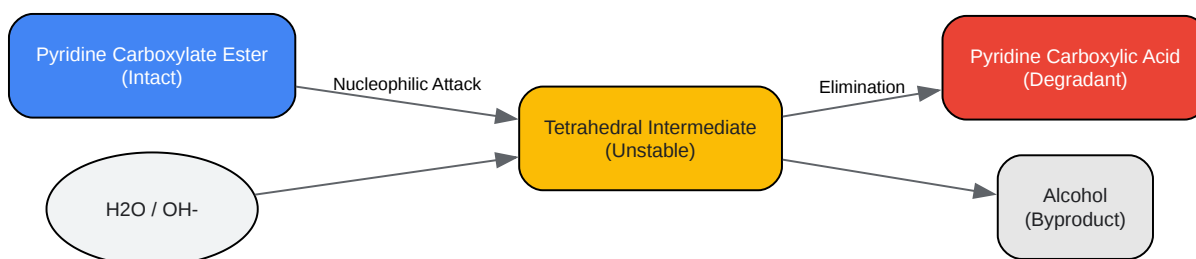 Pyridine Carboxylate Ester
(Intact)
Nucleophilic Attack
H2O / OH-
Tetrahedral Intermediate
(Unstable)
Elimination
Pyridine Carboxylic Acid
(Degradant)
Alcohol
(Byproduct)